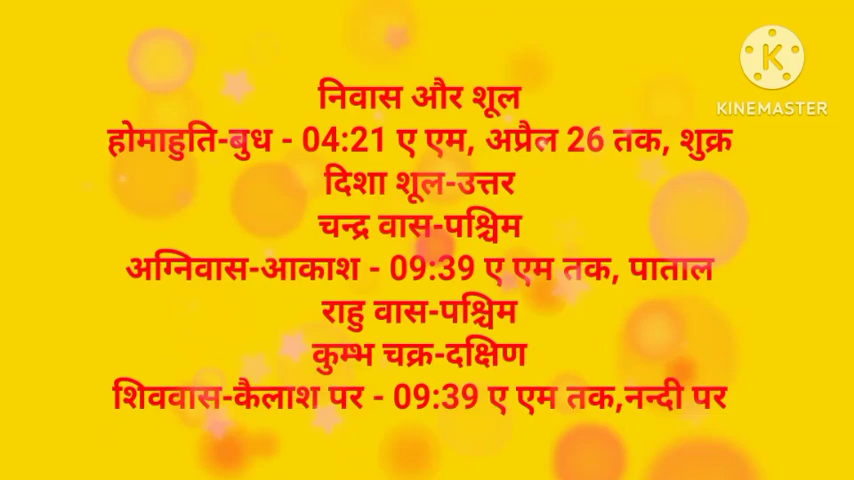 निवास और शूल
होमाहुति-बुध - 04:21 ए एम, अप्रैल 26 तक, शुक्र
दिशा शूल-उत्तर
चन्द्र वास-पश्चिम
अग्निवास-आकाश - 09:39 ए एम तक, पाताल
राहु वास-पश्चिम
कुम्भ चक्र-दक्षिण
शिववास-कैलाश पर - 09:39 ए एम तक,नन्दी पर
K
KINEMASTER